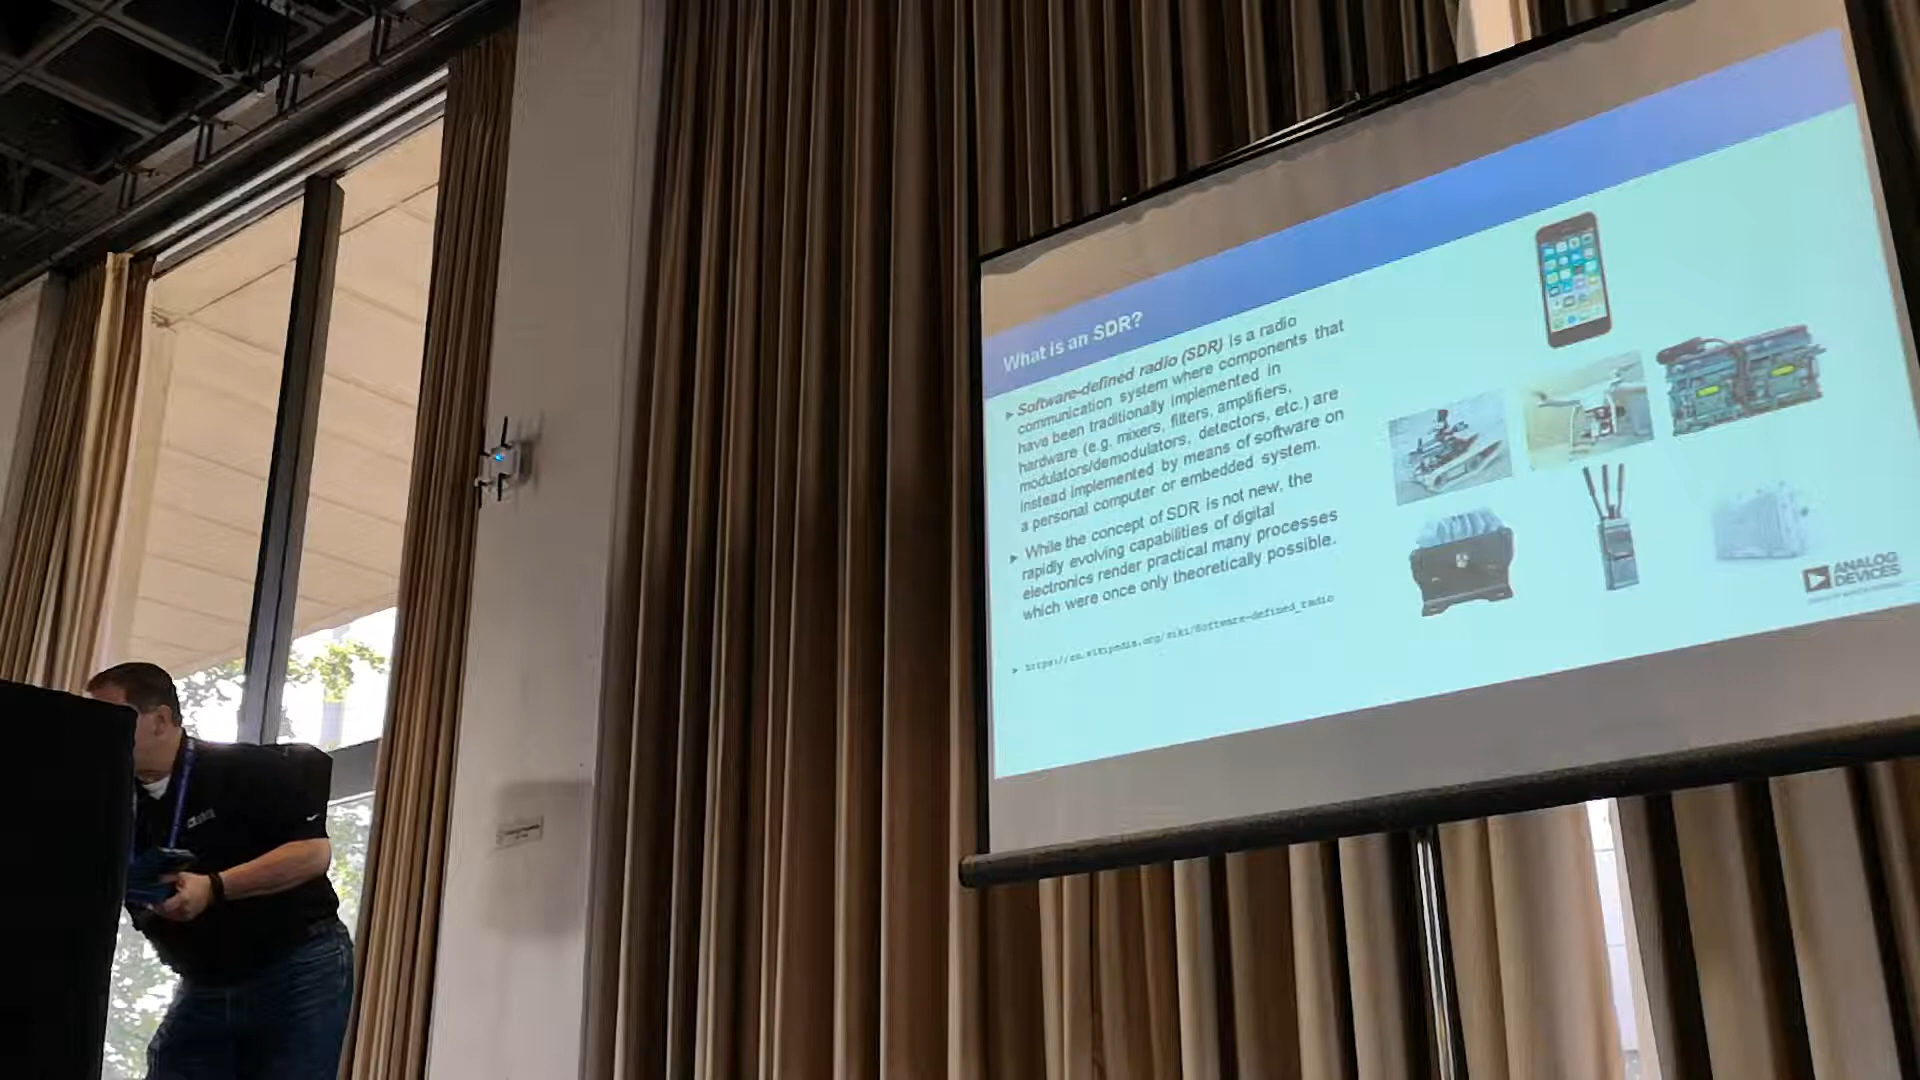 What is an SDR?
► Software-defined radio (SDR) is a radio
communication system where components that
have been traditionally implemented in
hardware (e.g. mixers, filters, amplifiers,
modulators/demodulators, detectors, etc.) are
instead implemented by means of software on
a personal computer or embedded system.
► While the concept of SDR is not new, the
rapidly evolving capabilities of digital
electronics render practical many processes
which were once only theoretically possible.
► https://en.wikipedia.org/wiki/Software-defined_radio
ANALOG
DEVICES